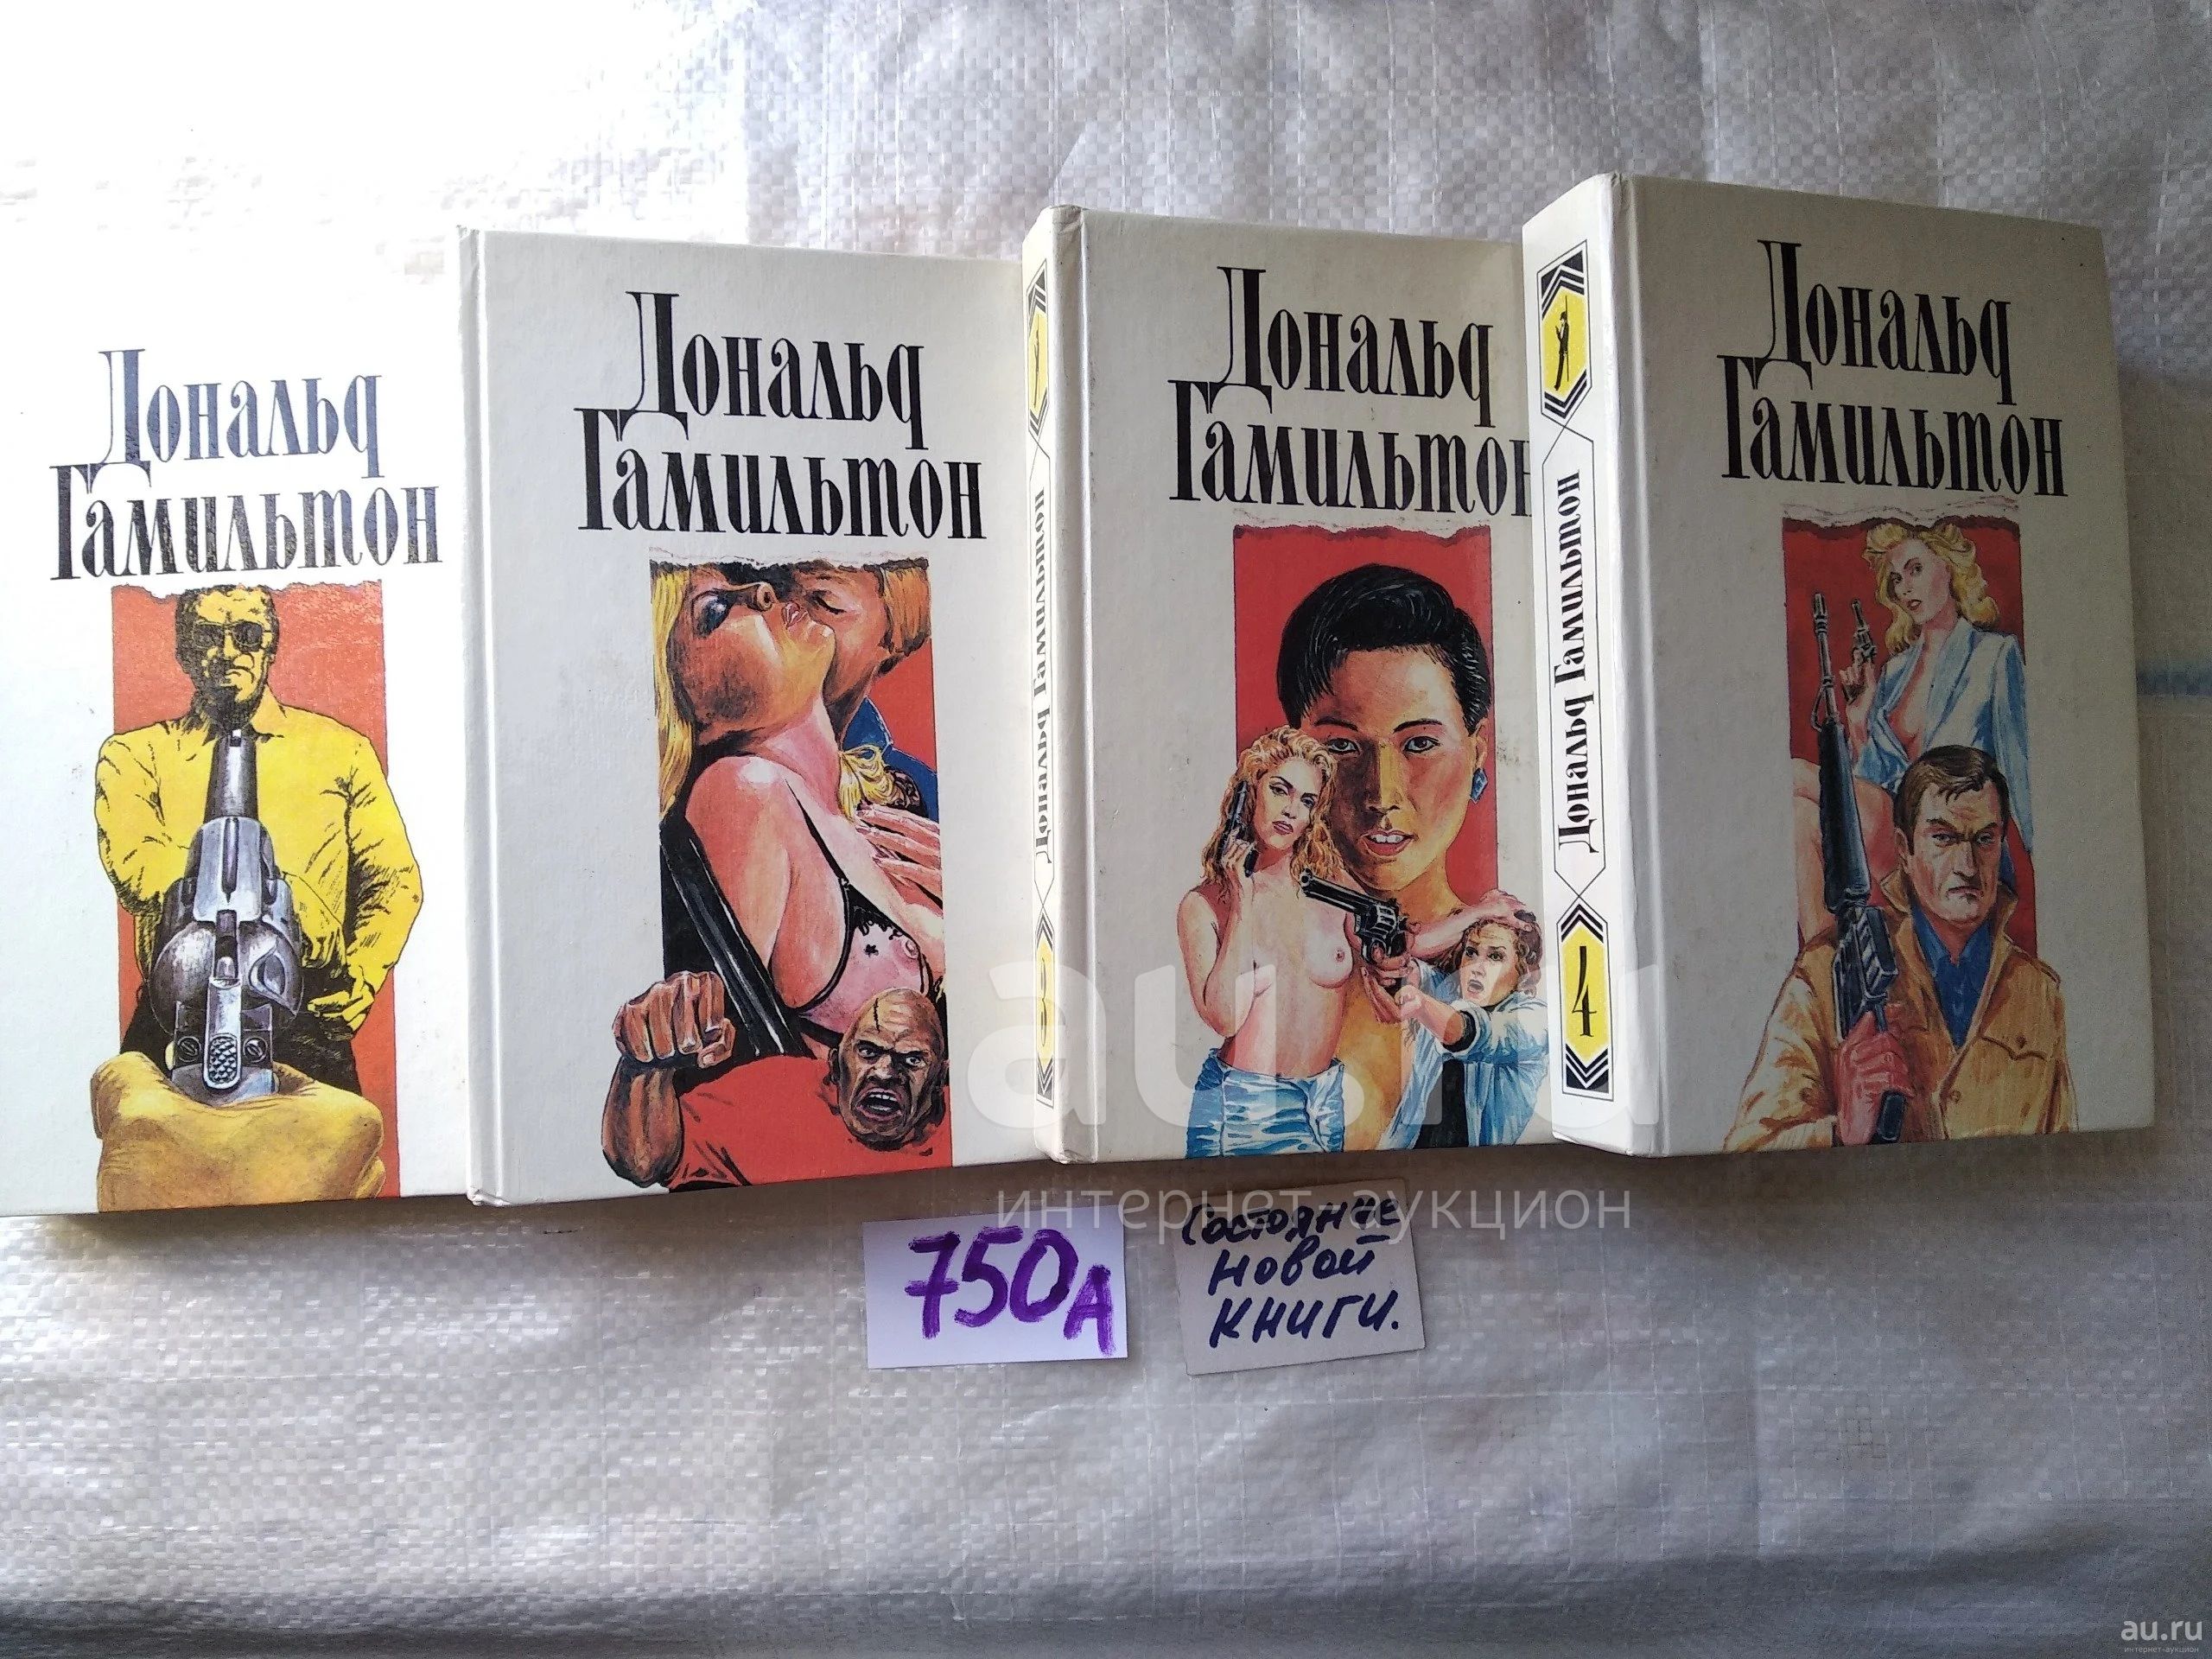 Дональд
Гамильтон
Дональд
Гамильтон
Дональд Гамильтон
3
Дональд
Гамильтон
Дональд Гамильтон
4
Дональд
Гамильтон
au.ru
интернет-аукцион
750А
Состояние
новой
книги.
au.ru
интернет-аукцион